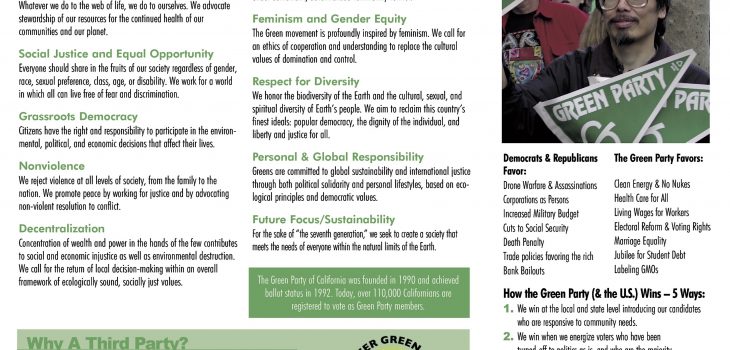 Whatever we do to the web of life, we do to ourselves. We advocate
stewardship of our resources for the continued health of our
communities and our planet.
Social Justice and Equal Opportunity
Everyone should share in the fruits of our society regardless of gender,
race, sexual preference, class, age, or disability. We work for a world
in which all can live free of fear and discrimination.
Grassroots Democracy
Citizens have the right and responsibility to participate in the environ-
mental, political, and economic decisions that affect their lives.
Nonviolence
We reject violence at all levels of society, from the family to the
nation. We promote peace by working for justice and by advocating
non-violent resolution to conflict.
Decentralization
Concentration of wealth and power in the hands of the few contributes
to social and economic injustice as well as environmental destruction.
We call for the return of local decision-making within an overall
framework of ecologically sound, socially just values.
Why A Third Party?
Feminism and Gender Equity
The Green movement is profoundly inspired by feminism. We call for
an ethics of cooperation and understanding to replace the cultural
values of domination and control.
Respect for Diversity
We honor the biodiversity of the Earth and the cultural, sexual, and
spiritual diversity of Earth's people. We aim to reclaim this country's
finest ideals: popular democracy, the dignity of the individual, and
liberty and justice for all.
Personal & Global Responsibility
Greens are committed to global sustainability and international justice
through both political solidarity and personal lifestyles, based on eco-
logical principles and democratic values.
Future Focus/Sustainability
For the sake of "the seventh generation," we seek to create a society that
meets the needs of everyone within the natural limits of the Earth.
The Green Party of California was founded in 1990 and achieved
ballot status in 1992. Today, over 110,000 Californians are
registered to vote as Green Party members.
GREEN
GREEN PARTY
PARTY
Democrats & Republicans
Favor:
Drone Warfare & Assassinations
Corporations as Persons
Increased Military Budget
Cuts to Social Security
Death Penalty
Trade policies favoring the rich
Bank Bailouts
The Green Party Favors:
Clean Energy & No Nukes
Health Care for All
Living Wages for Workers
Electoral Reform & Voting Rights
Marriage Equality
Jubilee for Student Debt
Labeling GMOs
How the Green Party (& the U.S.) Wins – 5 Ways:
1. We win at the local and state level introducing our candidates
who are responsive to community needs.
2. We win when we energize voters who have been
turned off to politics as is, and who are the majority